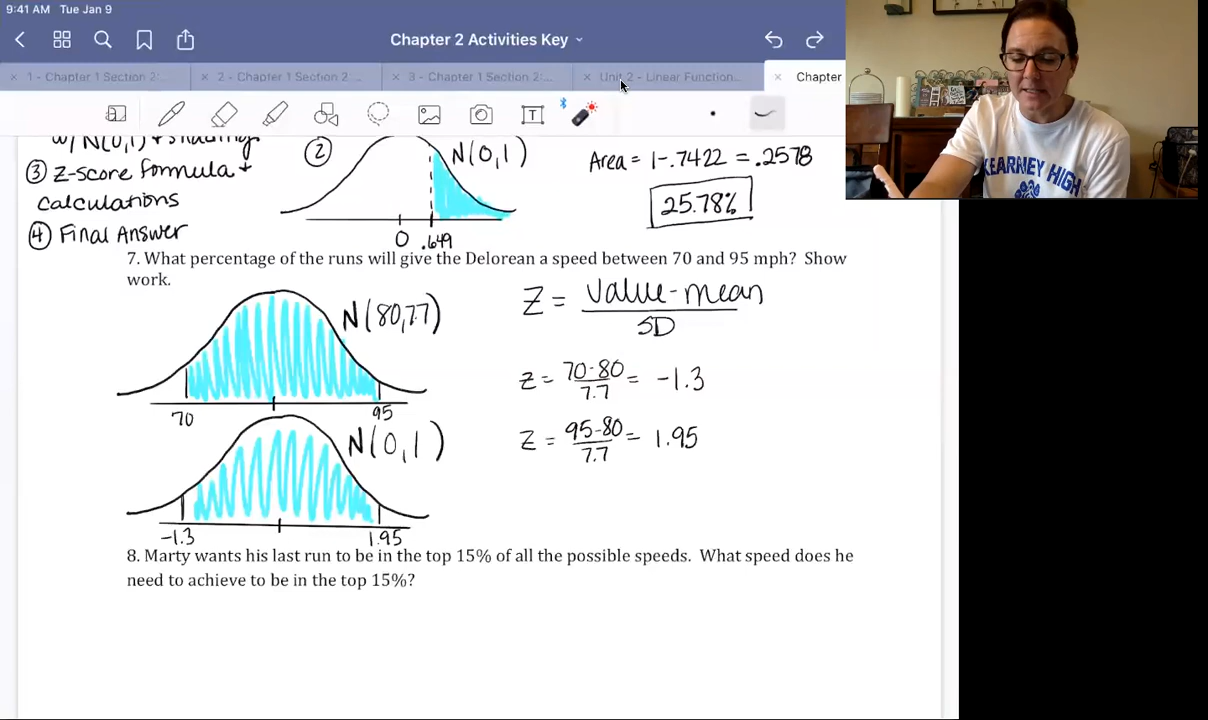 9:41 AM Tue Jan 9
Chapter 2 Activities Key
1 - Chapter 1 Section 2:...
2 - Chapter 1 Section 2 ...
3 - Chapter 1 Section 2:...
Unit 2 - Linear Function...
Chapter
w/ N(0,1) + shadings
③ Z-score formula +
calculations
④ Final Answer
②
N(0,1)
0 .649
Area = 1-.7422 = .2578
25.78%
KEARNEY HIGH
7. What percentage of the runs will give the Delorean a speed between 70 and 95 mph? Show
work.
N(80,7.7)
70 95
N(0,1)
-1.3 1.95
Z = value-mean
SD
Z = 70-80 = -1.3
7.7
Z = 95-80 = 1.95
7.7
8. Marty wants his last run to be in the top 15% of all the possible speeds. What speed does he
need to achieve to be in the top 15%?